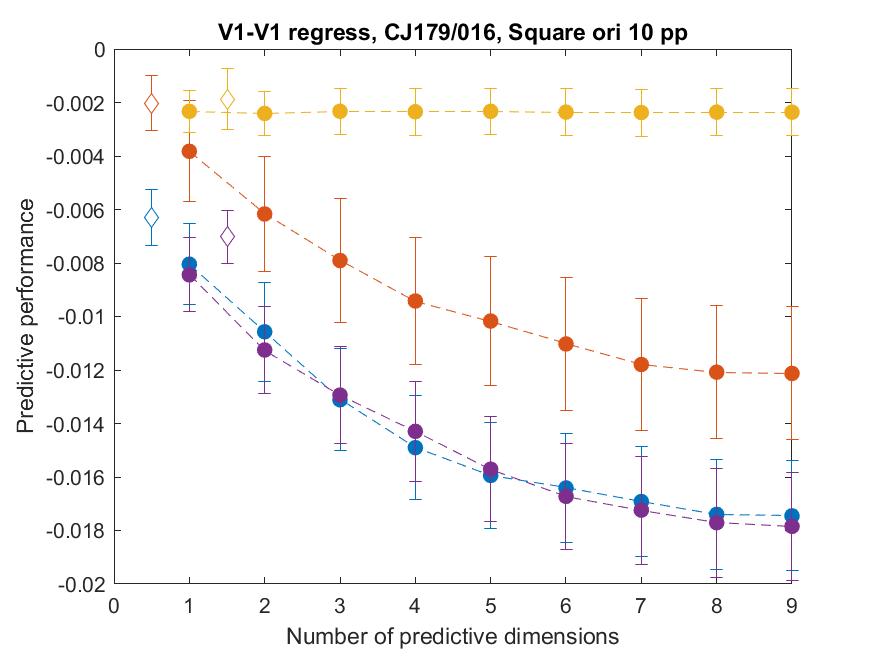 V1-V1 regress, CJ179/016, Square ori 10 pp
0
-0.002
-0.004
-0.006
-0.008
-0.01
-0.012
-0.014
-0.016
-0.018
-0.02
Predictive performance
0 1 2 3 4 5 6 7 8 9
Number of predictive dimensions